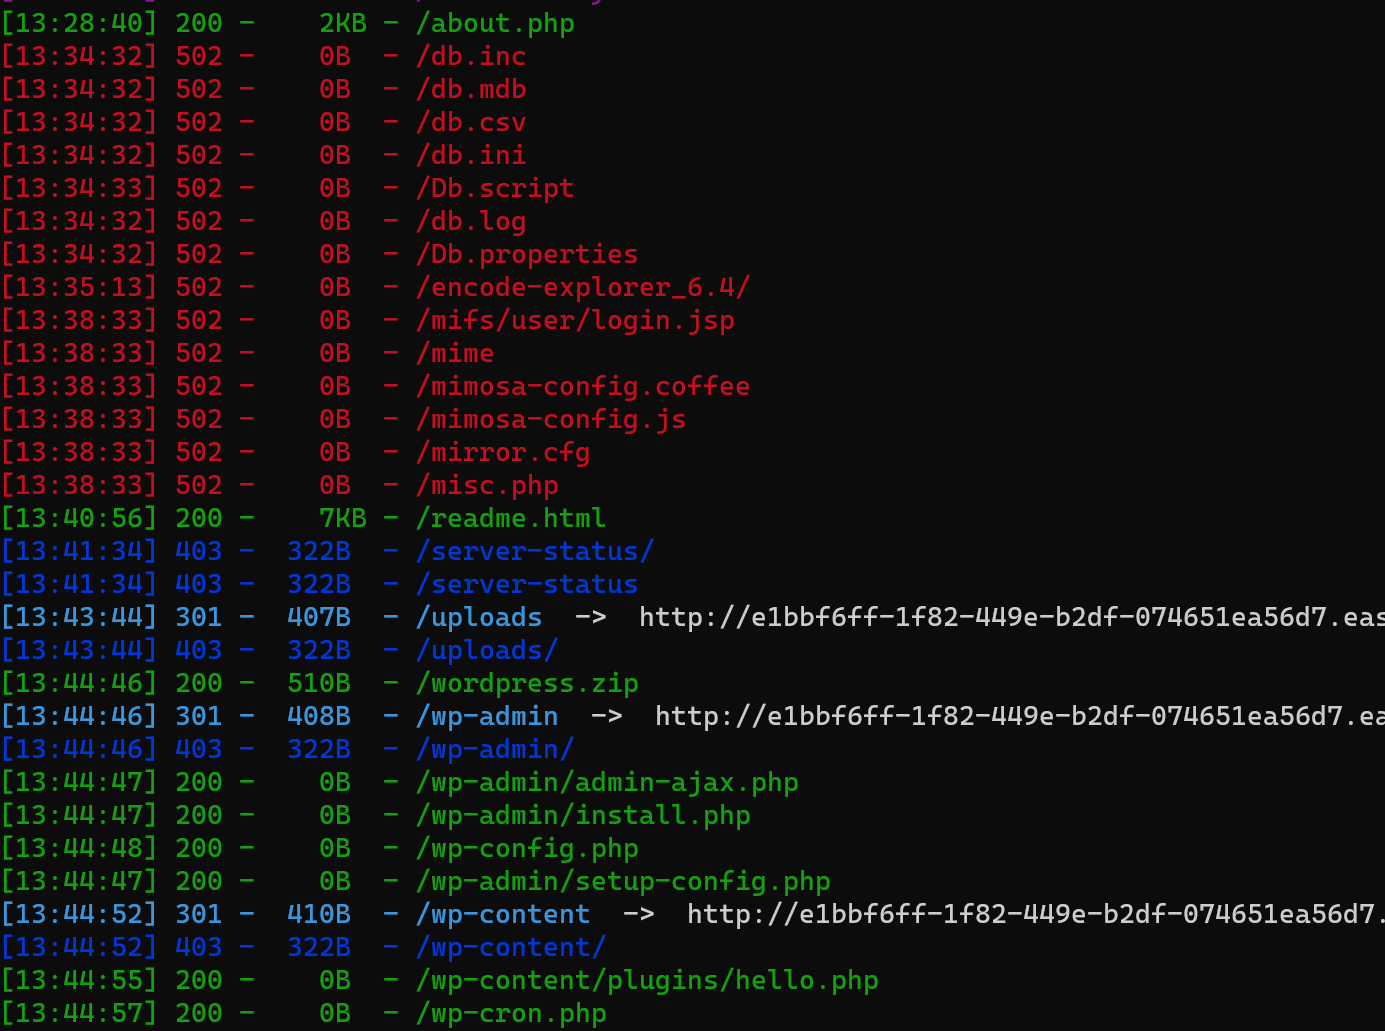 [13:28:40] 200 -    2KB - /about.php
[13:34:32] 502 -    0B  - /db.inc
[13:34:32] 502 -    0B  - /db.mdb
[13:34:32] 502 -    0B  - /db.csv
[13:34:32] 502 -    0B  - /db.ini
[13:34:33] 502 -    0B  - /Db.script
[13:34:32] 502 -    0B  - /db.log
[13:34:32] 502 -    0B  - /Db.properties
[13:35:13] 502 -    0B  - /encode-explorer_6.4/
[13:38:33] 502 -    0B  - /mifs/user/login.jsp
[13:38:33] 502 -    0B  - /mime
[13:38:33] 502 -    0B  - /mimosa-config.coffee
[13:38:33] 502 -    0B  - /mimosa-config.js
[13:38:33] 502 -    0B  - /mirror.cfg
[13:38:33] 502 -    0B  - /misc.php
[13:40:56] 200 -    7KB - /readme.html
[13:41:34] 403 -  322B  - /server-status/
[13:41:34] 403 -  322B  - /server-status
[13:43:44] 301 -  407B  - /uploads  ->  http://e1bbf6ff-1f82-449e-b2df-074651ea56d7.eas
[13:43:44] 403 -  322B  - /uploads/
[13:44:46] 200 -  510B  - /wordpress.zip
[13:44:46] 301 -  408B  - /wp-admin  ->  http://e1bbf6ff-1f82-449e-b2df-074651ea56d7.ea
[13:44:46] 403 -  322B  - /wp-admin/
[13:44:47] 200 -    0B  - /wp-admin/admin-ajax.php
[13:44:47] 200 -    0B  - /wp-admin/install.php
[13:44:48] 200 -    0B  - /wp-config.php
[13:44:47] 200 -    0B  - /wp-admin/setup-config.php
[13:44:52] 301 -  410B  - /wp-content  ->  http://e1bbf6ff-1f82-449e-b2df-074651ea56d7.
[13:44:52] 403 -  322B  - /wp-content/
[13:44:55] 200 -    0B  - /wp-content/plugins/hello.php
[13:44:57] 200 -    0B  - /wp-cron.php